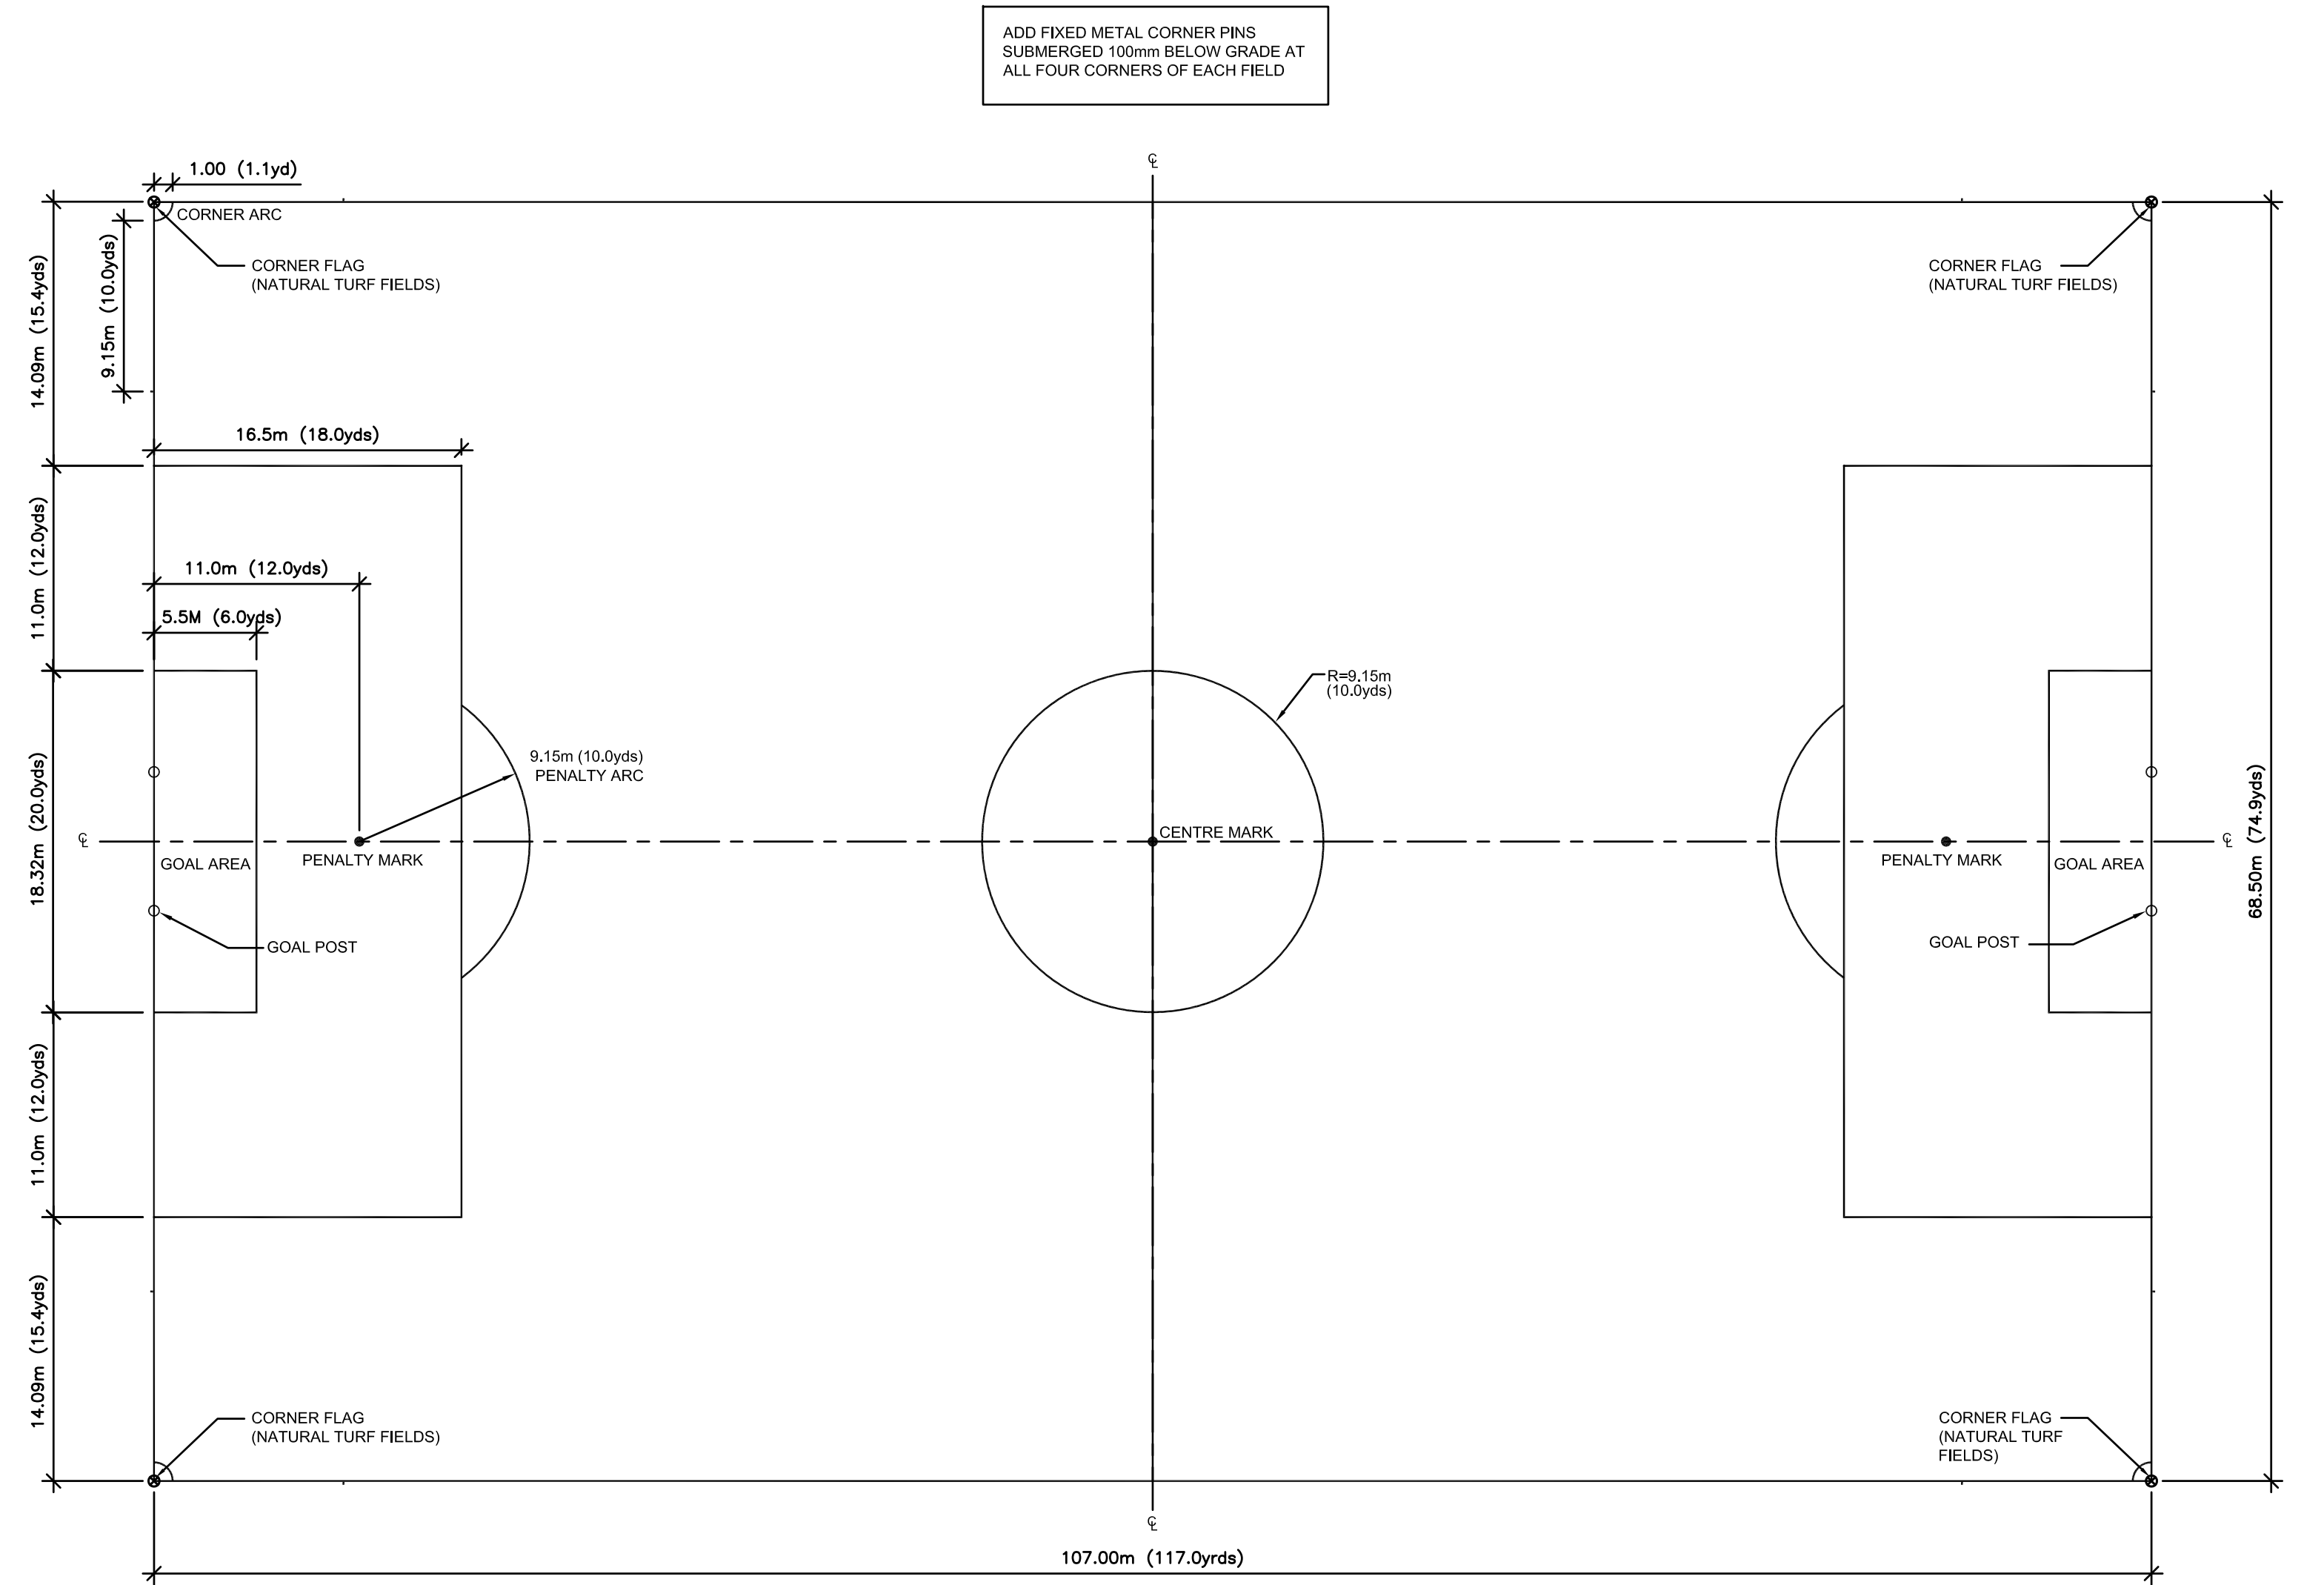 ADD FIXED METAL CORNER PINS
SUBMERGED 100mm BELOW GRADE AT
ALL FOUR CORNERS OF EACH FIELD
℄
1.00 (1.1yd)
CORNER ARC
CORNER FLAG
(NATURAL TURF FIELDS)
CORNER FLAG
(NATURAL TURF FIELDS)
14.09m (15.4yds)
9.15m (10.0yds)
16.5m (18.0yds)
11.0m (12.0yds)
11.0m (12.0yds)
5.5M (6.0yds)
R=9.15m
(10.0yds)
9.15m (10.0yds)
PENALTY ARC
18.32m (20.0yds)
℄
GOAL AREA
PENALTY MARK
CENTRE MARK
PENALTY MARK
GOAL AREA
℄
68.50m (74.9yds)
GOAL POST
GOAL POST
11.0m (12.0yds)
14.09m (15.4yds)
CORNER FLAG
(NATURAL TURF FIELDS)
CORNER FLAG
(NATURAL TURF
FIELDS)
℄
107.00m (117.0yrds)